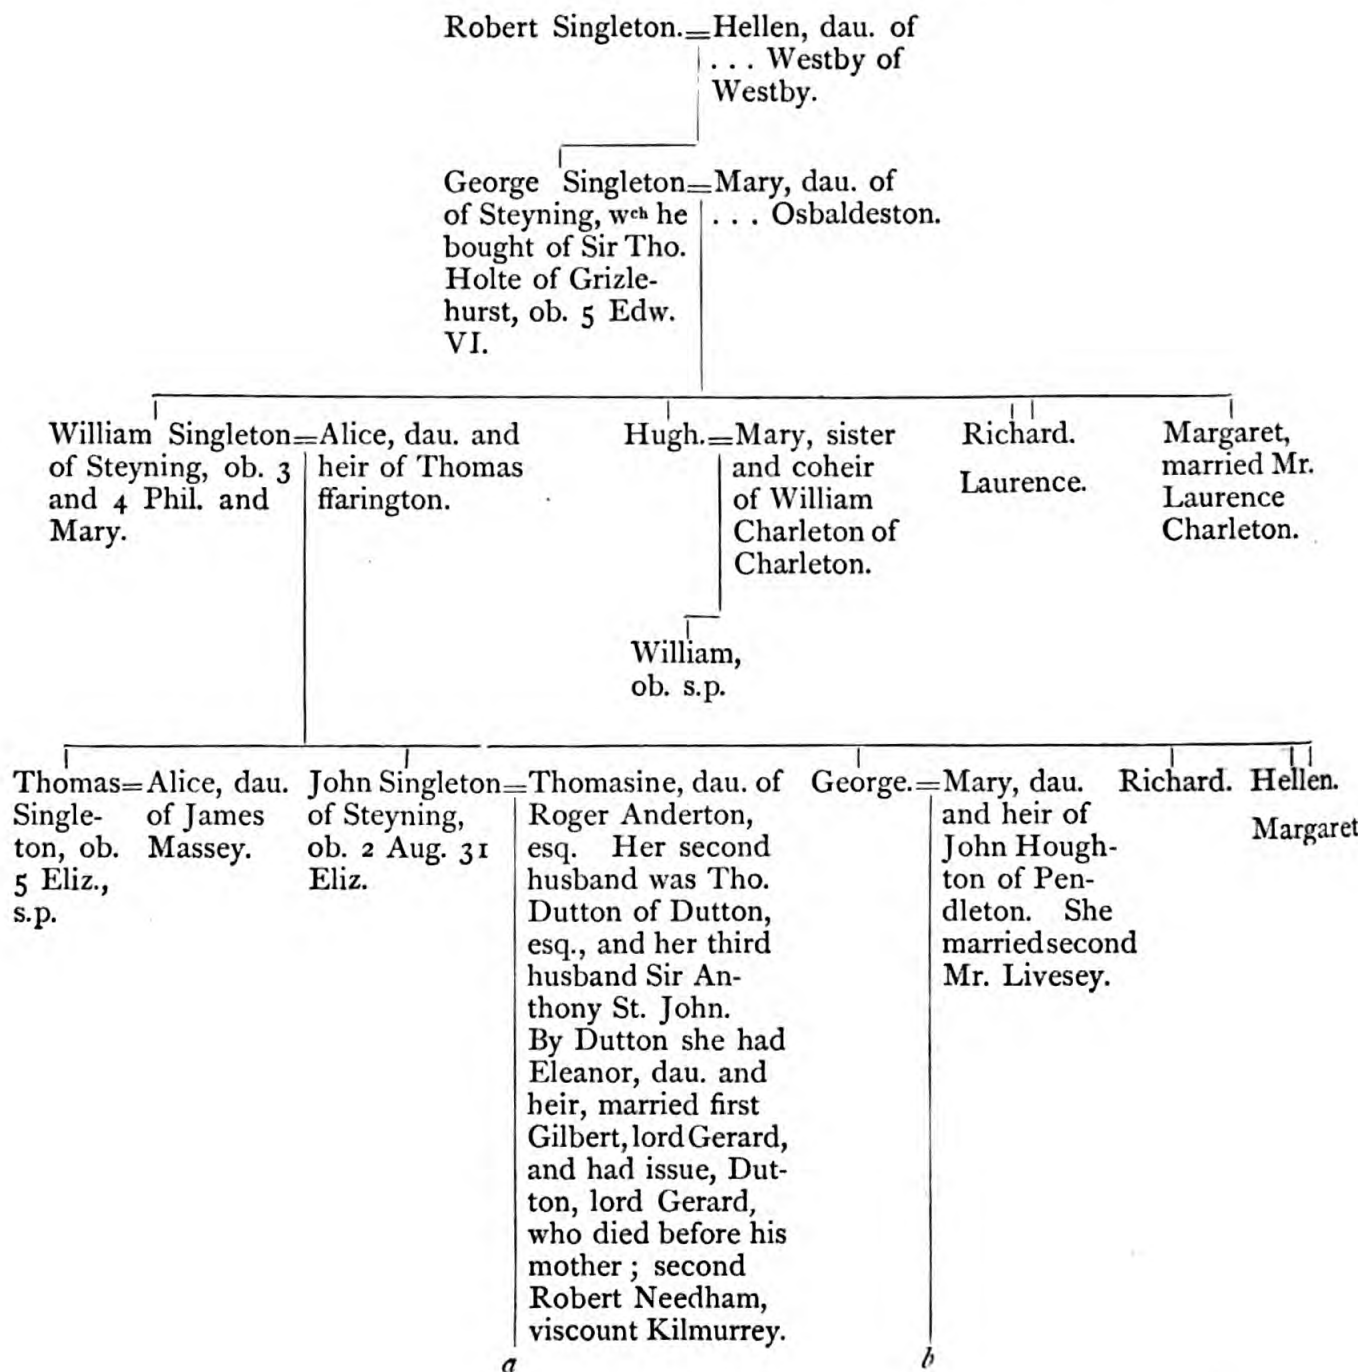 Robert Singleton.=Hellen, dau. of
. . . Westby of
Westby.
George Singleton=Mary, dau. of
of Steyning, wch he
. . . Osbaldeston.
bought of Sir Tho.
Holte of Grizle-
hurst, ob. 5 Edw.
VI.
William Singleton=Alice, dau. and
of Steyning, ob. 3
heir of Thomas
and 4 Phil. and
ffarington.
Mary.
Hugh.=Mary, sister
and coheir
of William
Charleton of
Charleton.
Richard.
Laurence.
Margaret,
married Mr.
Laurence
Charleton.
William,
ob. s.p.
Thomas=Alice, dau.
Single-
of James
ton, ob.
Massey.
5 Eliz.,
s.p.
John Singleton=Thomasine, dau. of
of Steyning,
Roger Anderton,
ob. 2 Aug. 31
esq. Her second
Eliz.
husband was Tho.
Dutton of Dutton,
esq., and her third
husband Sir An-
thony St. John.
By Dutton she had
Eleanor, dau. and
heir, married first
Gilbert, lord Gerard,
and had issue, Dut-
ton, lord Gerard,
who died before his
mother ; second
Robert Needham,
viscount Kilmurrey.
a
George.=Mary, dau.
and heir of
John Hough-
ton of Pen-
dleton. She
married second
Mr. Livesey.
b
Richard.
Hellen.
Margaret